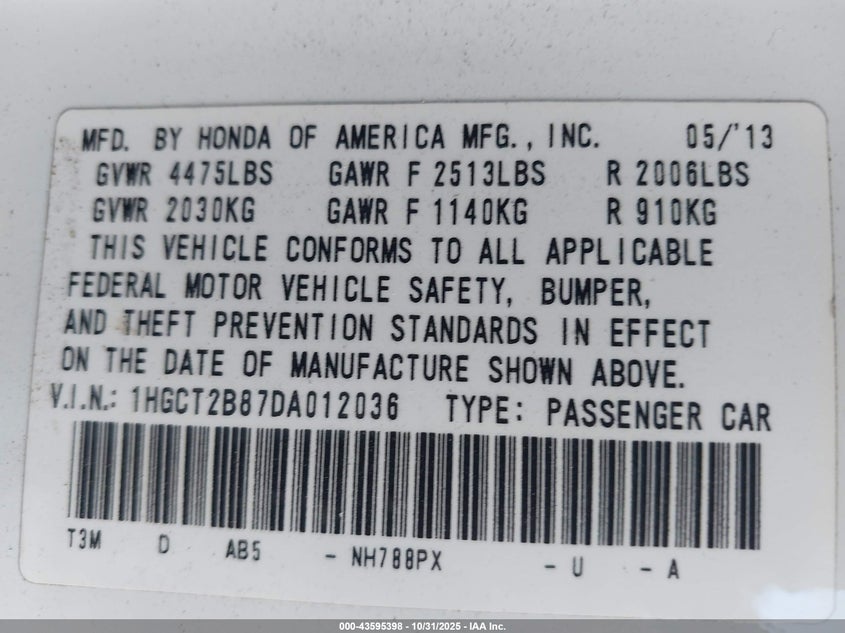 MFD. BY HONDA OF AMERICA MFG., INC. 05/'13
GVWR 4475LBS GAWR F 2513LBS R 2006LBS
GVWR 2030KG GAWR F 1140KG R 910KG
THIS VEHICLE CONFORMS TO ALL APPLICABLE
FEDERAL MOTOR VEHICLE SAFETY, BUMPER,
AND THEFT PREVENTION STANDARDS IN EFFECT
ON THE DATE OF MANUFACTURE SHOWN ABOVE.
V.I.N.: 1HGCT2B87DA012036 TYPE: PASSENGER CAR
T3M D AB5 - NH788PX - U - A
000-43595398 - 10/31/2025 - IAA Inc.